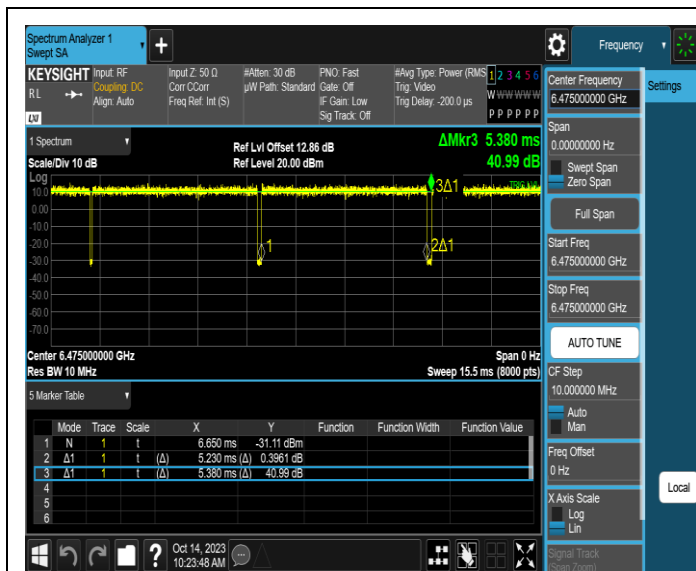 Spectrum Analyzer 1
Swept SA
+
Frequency
KEYSIGHT
RL
LXI
Input: RF
Coupling: DC
Align: Auto
Input Z: 50 Ω
Corr CCorr
Freq Ref: Int (S)
#Atten: 30 dB
µW Path: Standard
PNO: Fast
Gate: Off
IF Gain: Low
Sig Track: Off
#Avg Type: Power (RMS
Trig: Video
Trig Delay: -200.0 µs
1 2 3 4 5 6
W W W W W W
P P P P P P
Center Frequency
6.475000000 GHz
Settings
Span
0.00000000 Hz
Swept Span
Zero Span
Full Span
Start Freq
6.475000000 GHz
Stop Freq
6.475000000 GHz
AUTO TUNE
CF Step
10.000000 MHz
Auto
Man
Freq Offset
0 Hz
X Axis Scale
Log
Lin
Signal Track
(Span Zoom)
Local
1 Spectrum
Scale/Div 10 dB
Ref Lvl Offset 12.86 dB
Ref Level 20.00 dBm
ΔMkr3 5.380 ms
40.99 dB
Log
10.0
0.00
-10.0
-20.0
-30.0
-40.0
-50.0
-60.0
-70.0
3Δ1
TRIG LVL
1
2Δ1
Center 6.475000000 GHz
Res BW 10 MHz
Span 0 Hz
Sweep 15.5 ms (8000 pts)
5 Marker Table
Mode Trace Scale X Y Function Function Width Function Value
1 N 1 t 6.650 ms -31.11 dBm
2 Δ1 1 t (Δ) 5.230 ms (Δ) 0.3961 dB
3 Δ1 1 t (Δ) 5.380 ms (Δ) 40.99 dB
4
5
6
?
Oct 14, 2023
10:23:48 AM